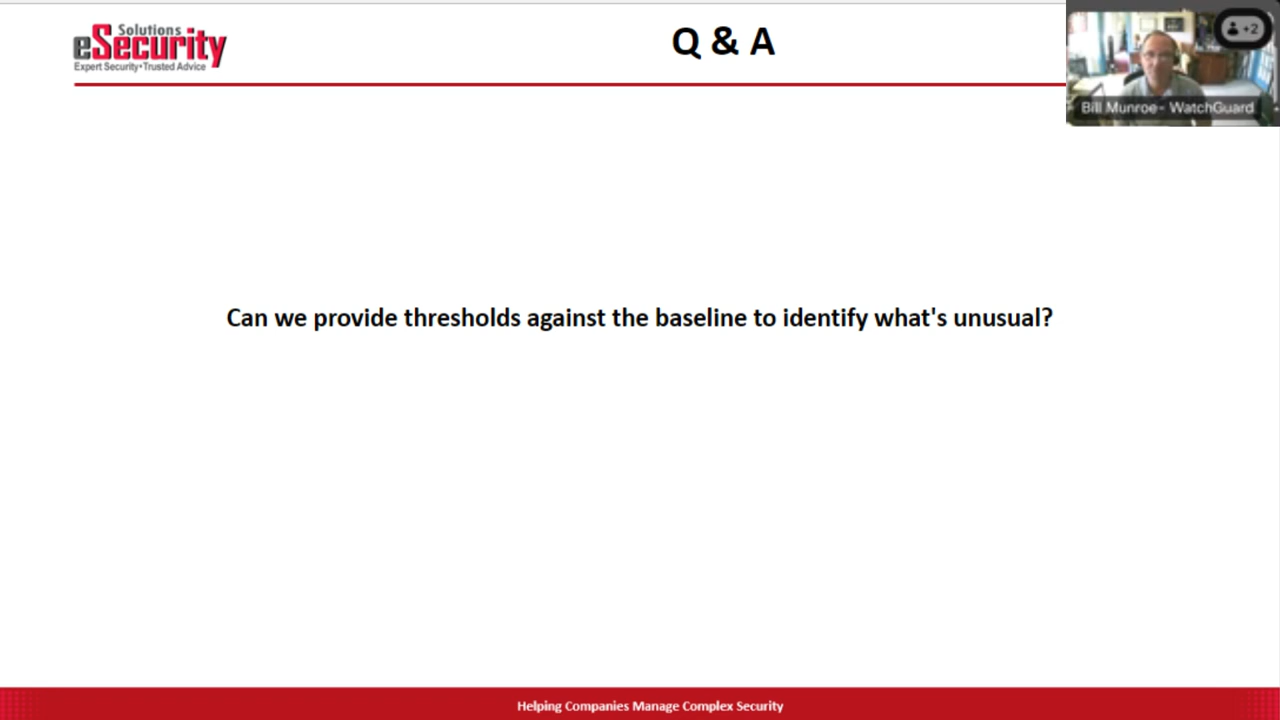 Solutions
eSecurity
Expert Security•Trusted Advice
Q & A
+2
Bill Munroe- WatchGuard
Can we provide thresholds against the baseline to identify what's unusual?
Helping Companies Manage Complex Security